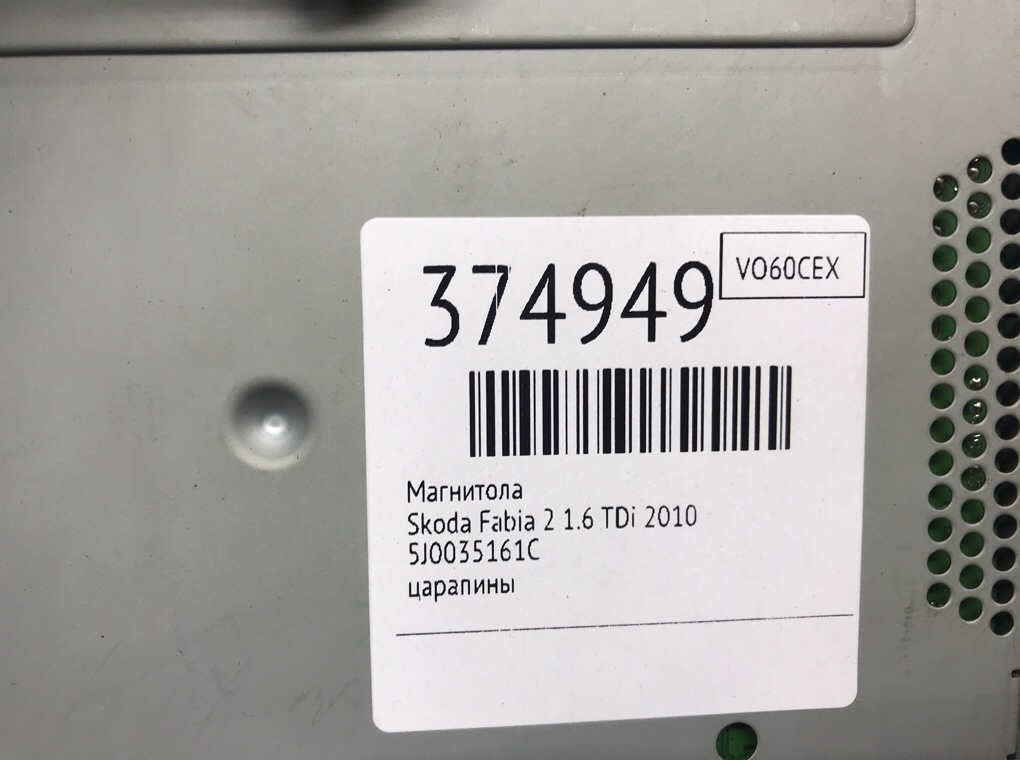 374949
VO60CEX
Магнитола
Skoda Fabia 2 1.6 TDi 2010
5J0035161C
царапины